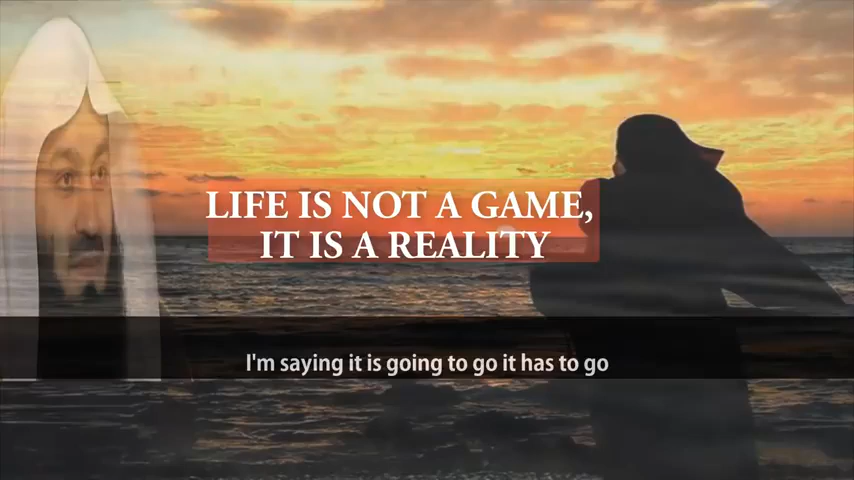 LIFE IS NOT A GAME,
IT IS A REALITY
I'm saying it is going to go it has to go